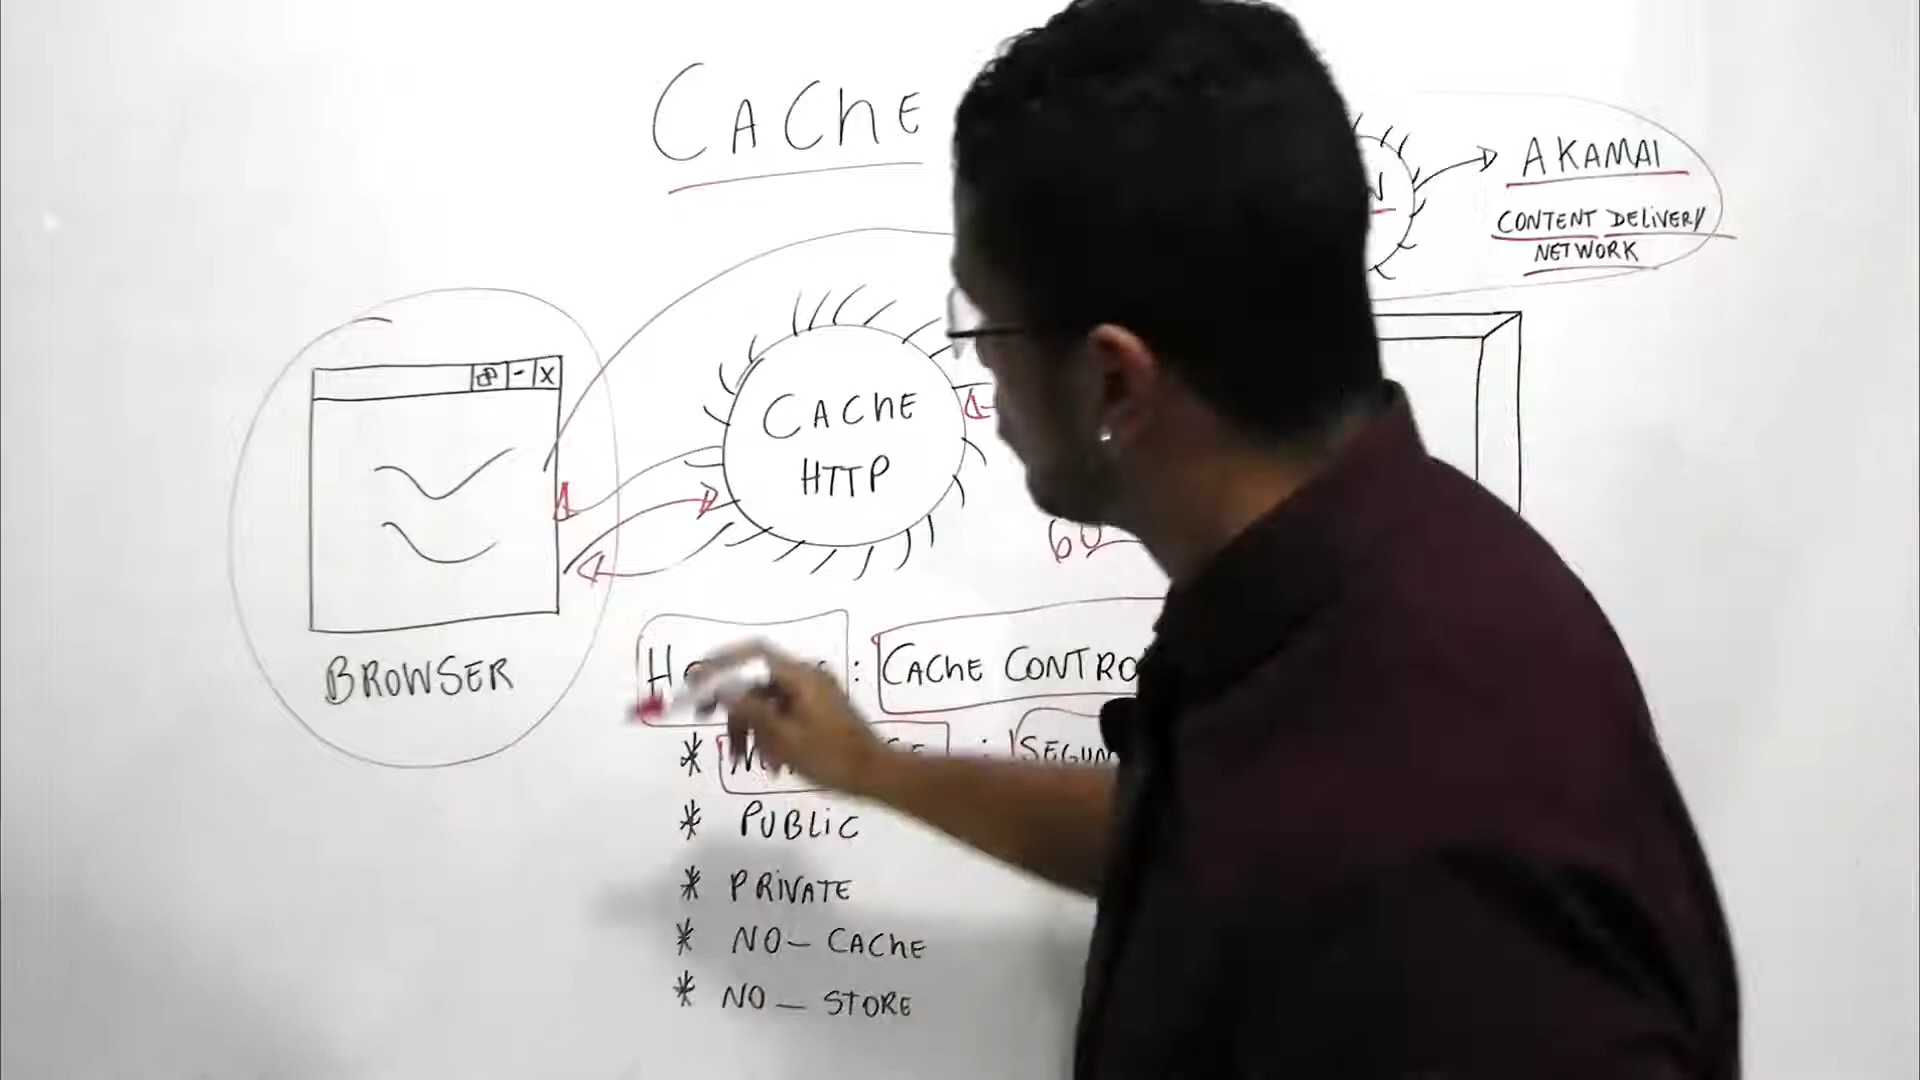 CACHE
AKAMAI
CONTENT DELIVERY
NETWORK
X
CACHE
HTTP
60
BROWSER
: CACHE CONTRO
* : SEGUN
* PUBLIC
* PRIVATE
* NO-CACHE
* NO-STORE